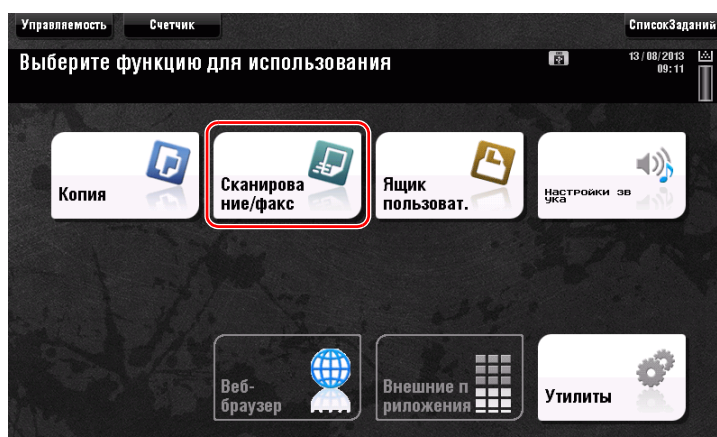 Управляемость
Счетчик
СписокЗаданий
Выберите функцию для использования
13/08/2013
09:11
Копия
Сканирова
ние/факс
Ящик
пользоват.
Настройки зв
ука
Веб-
браузер
Внешние п
риложения
Утилиты